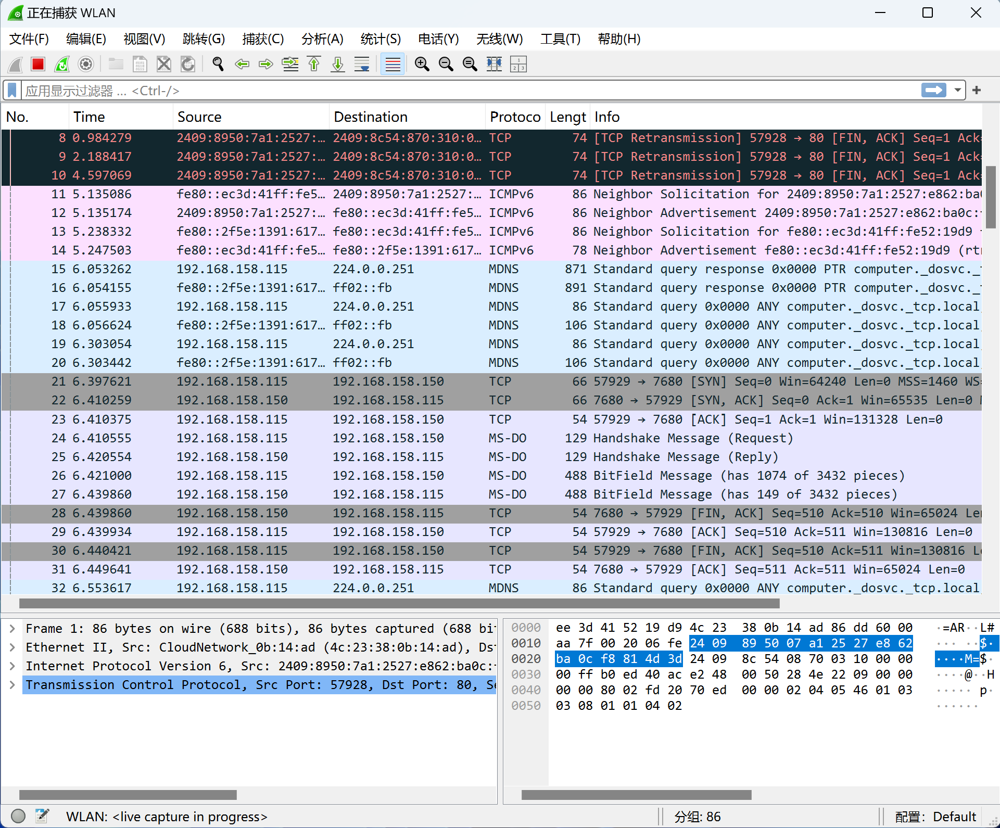 正在捕获 WLAN
文件(F) 编辑(E) 视图(V) 跳转(G) 捕获(C) 分析(A) 统计(S) 电话(Y) 无线(W) 工具(T) 帮助(H)
应用显示过滤器 … <Ctrl-/>
No. Time Source Destination Protoco Lengt Info
8 0.984279 2409:8950:7a1:2527:… 2409:8c54:870:310:0… TCP 74 [TCP Retransmission] 57928 → 80 [FIN, ACK] Seq=1 Ack=
9 2.188417 2409:8950:7a1:2527:… 2409:8c54:870:310:0… TCP 74 [TCP Retransmission] 57928 → 80 [FIN, ACK] Seq=1 Ack=
10 4.597069 2409:8950:7a1:2527:… 2409:8c54:870:310:0… TCP 74 [TCP Retransmission] 57928 → 80 [FIN, ACK] Seq=1 Ack=
11 5.135086 fe80::ec3d:41ff:fe5… 2409:8950:7a1:2527:… ICMPv6 86 Neighbor Solicitation for 2409:8950:7a1:2527:e862:ba0
12 5.135174 2409:8950:7a1:2527:… fe80::ec3d:41ff:fe5… ICMPv6 86 Neighbor Advertisement 2409:8950:7a1:2527:e862:ba0c:
13 5.238332 fe80::2f5e:1391:617… fe80::ec3d:41ff:fe5… ICMPv6 86 Neighbor Solicitation for fe80::ec3d:41ff:fe52:19d9
14 5.247503 fe80::ec3d:41ff:fe5… fe80::2f5e:1391:617… ICMPv6 78 Neighbor Advertisement fe80::ec3d:41ff:fe52:19d9 (rt
15 6.053262 192.168.158.115 224.0.0.251 MDNS 871 Standard query response 0x0000 PTR computer._dosvc._
16 6.054155 fe80::2f5e:1391:617… ff02::fb MDNS 891 Standard query response 0x0000 PTR computer._dosvc._
17 6.055933 192.168.158.115 224.0.0.251 MDNS 86 Standard query 0x0000 ANY computer._dosvc._tcp.local
18 6.056624 fe80::2f5e:1391:617… ff02::fb MDNS 106 Standard query 0x0000 ANY computer._dosvc._tcp.local
19 6.303054 192.168.158.115 224.0.0.251 MDNS 86 Standard query 0x0000 ANY computer._dosvc._tcp.local
20 6.303442 fe80::2f5e:1391:617… ff02::fb MDNS 106 Standard query 0x0000 ANY computer._dosvc._tcp.local
21 6.397621 192.168.158.115 192.168.158.150 TCP 66 57929 → 7680 [SYN] Seq=0 Win=64240 Len=0 MSS=1460 WS=
22 6.410259 192.168.158.150 192.168.158.115 TCP 66 7680 → 57929 [SYN, ACK] Seq=0 Ack=1 Win=65535 Len=0
23 6.410375 192.168.158.115 192.168.158.150 TCP 54 57929 → 7680 [ACK] Seq=1 Ack=1 Win=131328 Len=0
24 6.410555 192.168.158.115 192.168.158.150 MS-DO 129 Handshake Message (Request)
25 6.420554 192.168.158.150 192.168.158.115 MS-DO 129 Handshake Message (Reply)
26 6.421000 192.168.158.115 192.168.158.150 MS-DO 488 BitField Message (has 1074 of 3432 pieces)
27 6.439860 192.168.158.150 192.168.158.115 MS-DO 488 BitField Message (has 149 of 3432 pieces)
28 6.439860 192.168.158.150 192.168.158.115 TCP 54 7680 → 57929 [FIN, ACK] Seq=510 Ack=510 Win=65024 Le
29 6.439934 192.168.158.115 192.168.158.150 TCP 54 57929 → 7680 [ACK] Seq=510 Ack=511 Win=130816 Len=0
30 6.440421 192.168.158.115 192.168.158.150 TCP 54 57929 → 7680 [FIN, ACK] Seq=510 Ack=511 Win=130816 L
31 6.449641 192.168.158.150 192.168.158.115 TCP 54 7680 → 57929 [ACK] Seq=511 Ack=511 Win=65024 Len=0
32 6.553617 192.168.158.115 224.0.0.251 MDNS 86 Standard query 0x0000 ANY computer._dosvc._tcp.local
Frame 1: 86 bytes on wire (688 bits), 86 bytes captured (688 bi
Ethernet II, Src: CloudNetwork_0b:14:ad (4c:23:38:0b:14:ad), Ds
Internet Protocol Version 6, Src: 2409:8950:7a1:2527:e862:ba0c:
Transmission Control Protocol, Src Port: 57928, Dst Port: 80, S
0000 ee 3d 41 52 19 d9 4c 23 38 0b 14 ad 86 dd 60 00 ·=AR··L#
0010 aa 7f 00 20 06 fe 24 09 89 50 07 a1 25 27 e8 62 ··· ··$·
0020 ba 0c f8 81 4d 3d 24 09 8c 54 08 70 03 10 00 00 ····M=$·
0030 00 ff b0 ed 40 ac e2 48 00 50 28 4e 22 09 00 00 ····@··H
0040 00 00 80 02 fd 20 70 ed 00 00 02 04 05 46 01 03 ····· p·
0050 03 08 01 01 04 02 ······
WLAN: <live capture in progress> 分组: 86 配置: Default